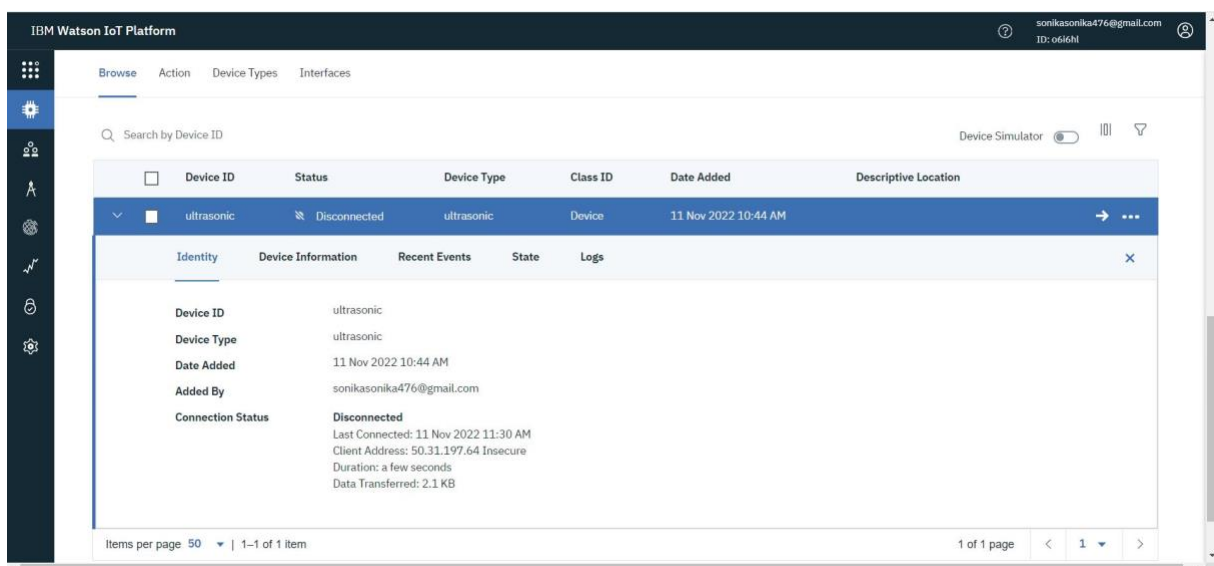 IBM Watson IoT Platform
sonikasonika476@gmail.com
ID: o6i6hl
Browse Action Device Types Interfaces
Search by Device ID
Device Simulator
Device ID Status Device Type Class ID Date Added Descriptive Location
ultrasonic Disconnected ultrasonic Device 11 Nov 2022 10:44 AM
Identity Device Information Recent Events State Logs
Device ID ultrasonic
Device Type ultrasonic
Date Added 11 Nov 2022 10:44 AM
Added By sonikasonika476@gmail.com
Connection Status Disconnected
Last Connected: 11 Nov 2022 11:30 AM
Client Address: 50.31.197.64 Insecure
Duration: a few seconds
Data Transferred: 2.1 KB
Items per page 50 | 1–1 of 1 item 1 of 1 page < 1 >